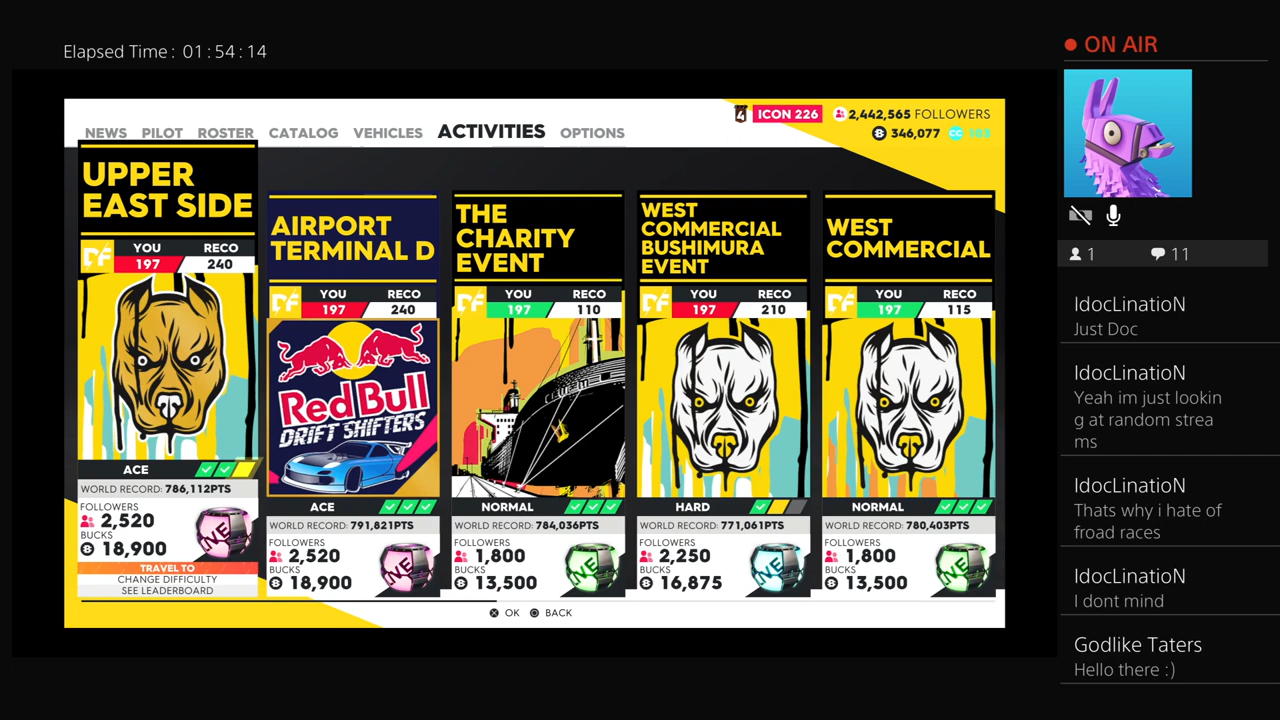 Elapsed Time: 01:54:14
ON AIR
NEWS PILOT ROSTER CATALOG VEHICLES ACTIVITIES OPTIONS
4 ICON 226 2,442,565 FOLLOWERS
346,077 CC 103
UPPER
EAST SIDE
YOU RECO
197 240
ACE
WORLD RECORD: 786,112PTS
FOLLOWERS
2,520
BUCKS
18,900
TRAVEL TO
CHANGE DIFFICULTY
SEE LEADERBOARD
AIRPORT
TERMINAL D
YOU RECO
197 240
Red Bull
DRIFT SHIFTERS
ACE
WORLD RECORD: 791,821PTS
FOLLOWERS
2,520
BUCKS
18,900
THE
CHARITY
EVENT
YOU RECO
197 110
NORMAL
WORLD RECORD: 784,036PTS
FOLLOWERS
1,800
BUCKS
13,500
WEST
COMMERCIAL
BUSHIMURA
EVENT
YOU RECO
197 210
HARD
WORLD RECORD: 771,061PTS
FOLLOWERS
2,250
BUCKS
16,875
WEST
COMMERCIAL
YOU RECO
197 115
NORMAL
WORLD RECORD: 780,403PTS
FOLLOWERS
1,800
BUCKS
13,500
OK BACK
1 11
IdocLinatioN
Just Doc
IdocLinatioN
Yeah im just lookin
g at random strea
ms
IdocLinatioN
Thats why i hate of
froad races
IdocLinatioN
I dont mind
Godlike Taters
Hello there :)